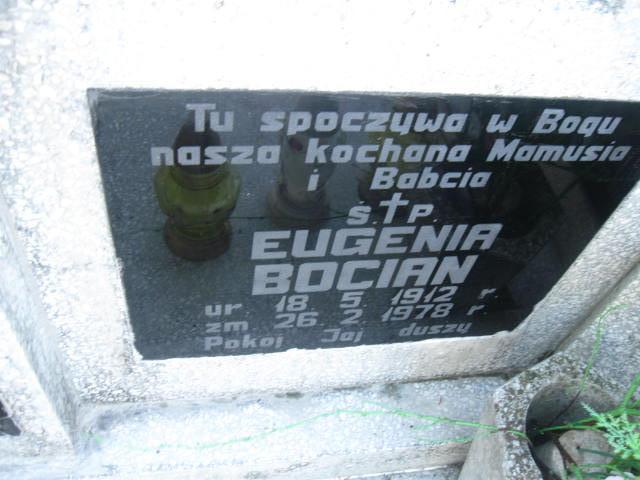 Tu spoczywa w Bogu
nasza kochana Mamusia
i Babcia
ś†p.
EUGENIA
BOCIAN
ur 18 5. 1912 r.
zm 26 2. 1978 r.
Pokoj Jej duszy